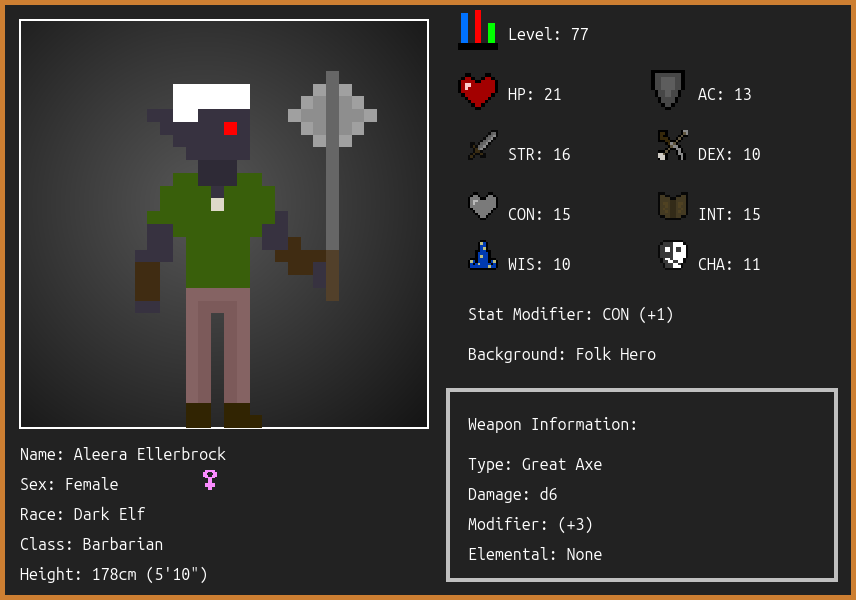 Level: 77
HP: 21
AC: 13
STR: 16
DEX: 10
CON: 15
INT: 15
WIS: 10
CHA: 11
Stat Modifier: CON (+1)
Background: Folk Hero
Weapon Information:
Type: Great Axe
Damage: d6
Modifier: (+3)
Elemental: None
Name: Aleera Ellerbrock
Sex: Female
Race: Dark Elf
Class: Barbarian
Height: 178cm (5'10")